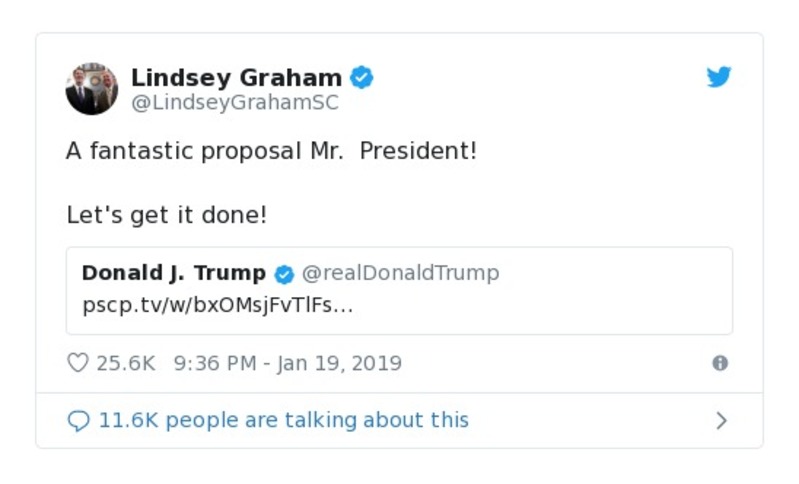 Lindsey Graham
@LindseyGrahamSC
A fantastic proposal Mr.  President!
Let's get it done!
Donald J. Trump @realDonaldTrump
pscp.tv/w/bxOMsjFvTlFs...
25.6K 9:36 PM - Jan 19, 2019
11.6K people are talking about this